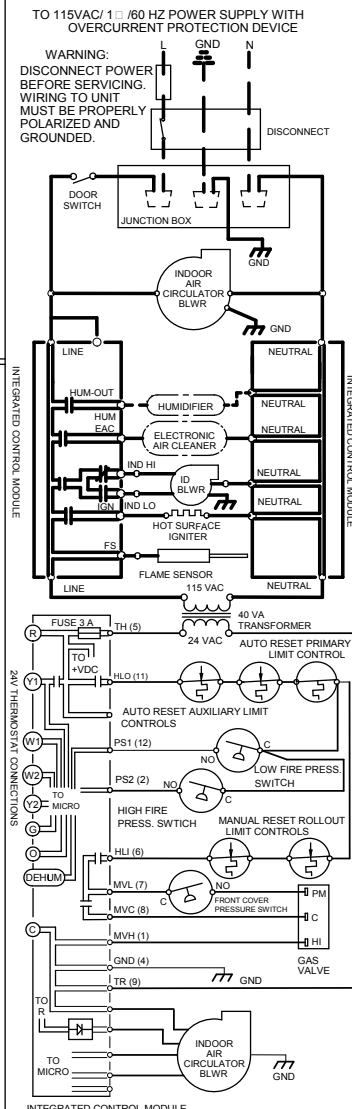 TO 115VAC/ 1 □ /60 HZ POWER SUPPLY WITH
OVERCURRENT PROTECTION DEVICE
L
GND
N
WARNING:
DISCONNECT POWER
BEFORE SERVICING.
WIRING TO UNIT
MUST BE PROPERLY
POLARIZED AND
GROUNDED.
DISCONNECT
DOOR
SWITCH
JUNCTION BOX
GND
INDOOR
AIR
CIRCULATOR
BLWR
GND
INTEGRATED CONTROL MODULE
LINE
NEUTRAL
INTEGRATED CONTROL MODULE
HUM-OUT
HUMIDIFIER
NEUTRAL
HUM
EAC
ELECTRONIC
AIR CLEANER
NEUTRAL
IND HI
ID
BLWR
NEUTRAL
IGN
IND LO
NEUTRAL
HOT SURFACE
IGNITER
FS
FLAME SENSOR
LINE
115 VAC
NEUTRAL
40 VA
TRANSFORMER
24 VAC
R
FUSE 3 A
TH (5)
TO
+VDC
AUTO RESET PRIMARY
LIMIT CONTROL
24V THERMOSTAT CONNECTIONS
Y1
HLO (11)
AUTO RESET AUXILIARY LIMIT
CONTROLS
W1
PS1 (12)
NO
C
LOW FIRE PRESS.
SWITCH
W2
TO
MICRO
PS2 (2)
NO
C
Y2
HIGH FIRE
PRESS. SWTICH
G
MANUAL RESET ROLLOUT
LIMIT CONTROLS
O
HLI (6)
DEHUM
MVL (7)
C
NO
FRONT COVER
PRESSURE SWITCH
PM
MVC (8)
C
C
MVH (1)
HI
GAS
VALVE
GND (4)
GND
TR (9)
TO
R
INDOOR
AIR
CIRCULATOR
BLWR
TO
MICRO
GND
INTEGRATED CONTROL MODULE